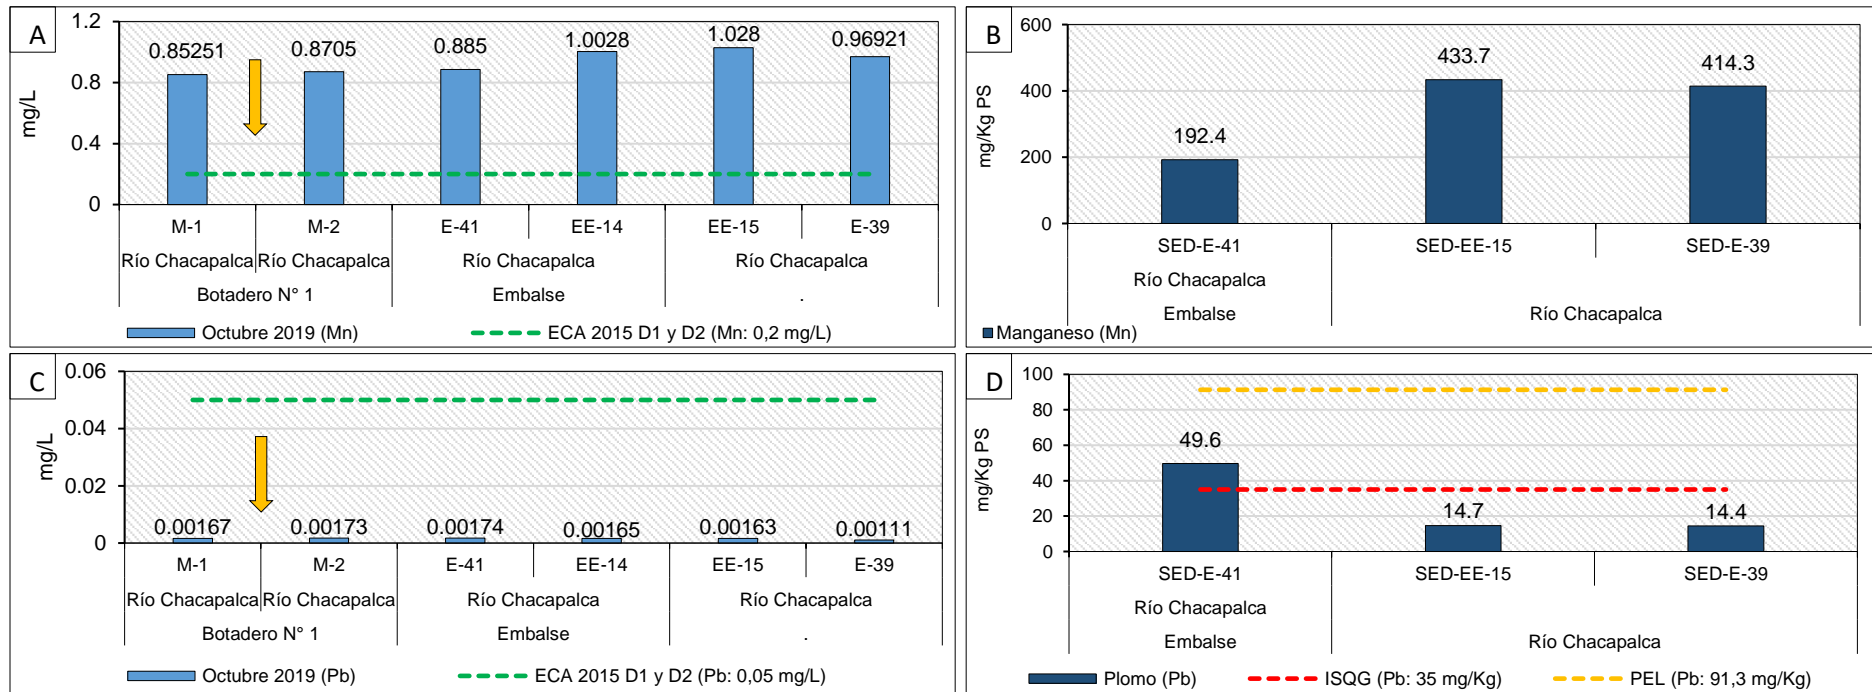 A
mg/L
1.2
0.8
0.4
0
0.85251
0.8705
0.885
1.0028
1.028
0.96921
M-1
M-2
E-41
EE-14
EE-15
E-39
Río Chacapalca
Río Chacapalca
Río Chacapalca
Río Chacapalca
Botadero N° 1
Embalse
.
Octubre 2019 (Mn)
ECA 2015 D1 y D2 (Mn: 0,2 mg/L)
B
mg/Kg PS
600
400
200
0
192.4
433.7
414.3
SED-E-41
SED-EE-15
SED-E-39
Río Chacapalca
Embalse
Río Chacapalca
Manganeso (Mn)
C
mg/L
0.06
0.04
0.02
0
0.00167
0.00173
0.00174
0.00165
0.00163
0.00111
M-1
M-2
E-41
EE-14
EE-15
E-39
Río Chacapalca
Río Chacapalca
Río Chacapalca
Río Chacapalca
Botadero N° 1
Embalse
.
Octubre 2019 (Pb)
ECA 2015 D1 y D2 (Pb: 0,05 mg/L)
D
mg/Kg PS
100
80
60
40
20
0
49.6
14.7
14.4
SED-E-41
SED-EE-15
SED-E-39
Río Chacapalca
Embalse
Río Chacapalca
Plomo (Pb)
ISQG (Pb: 35 mg/Kg)
PEL (Pb: 91,3 mg/Kg)